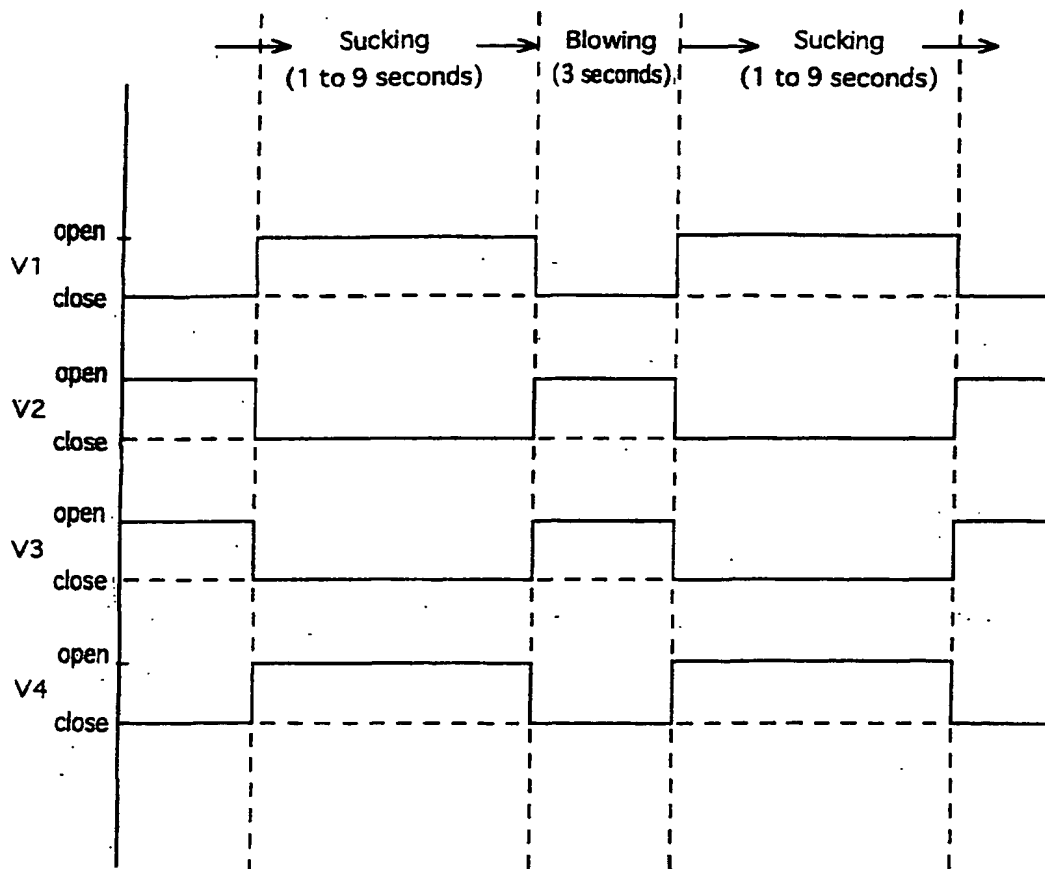 Sucking
(1 to 9 seconds)
Blowing
(3 seconds)
Sucking
(1 to 9 seconds)
open
V1
close
open
V2
close
open
V3
close
open
V4
close